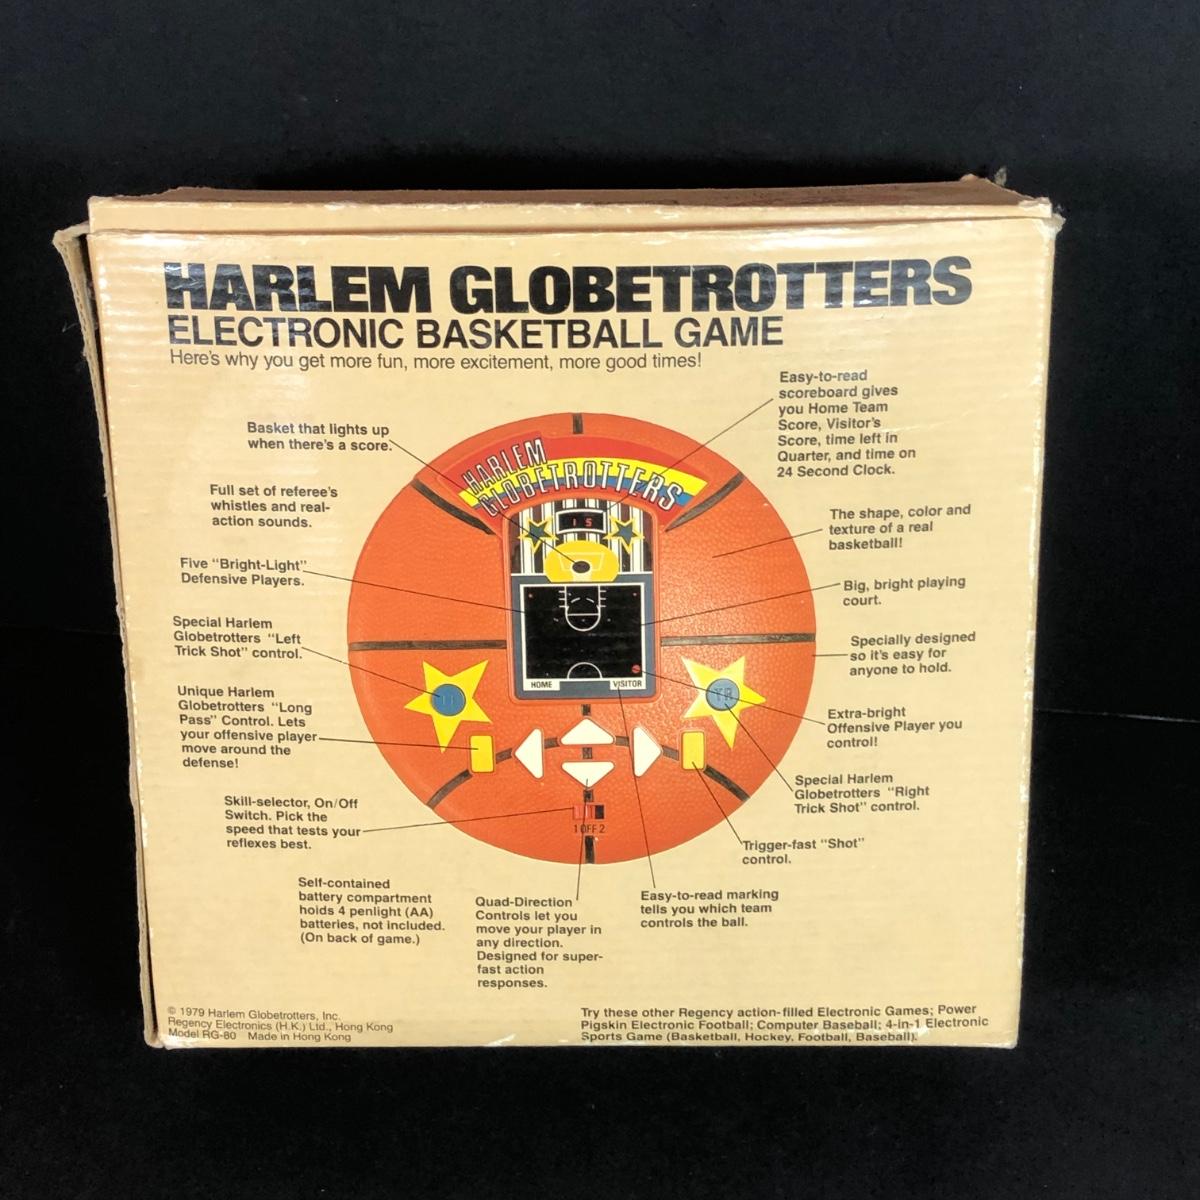 HARLEM GLOBETROTTERS
ELECTRONIC BASKETBALL GAME
Here's why you get more fun, more excitement, more good times!
Easy-to-read
scoreboard gives
you Home Team
Score, Visitor's
Score, time left in
Quarter, and time on
24 Second Clock.
Basket that lights up
when there's a score.
Full set of referee's
whistles and real-
action sounds.
The shape, color and
texture of a real
basketball!
Five "Bright-Light"
Defensive Players.
Big, bright playing
court.
Special Harlem
Globetrotters "Left
Trick Shot" control.
Specially designed
so it's easy for
anyone to hold.
Unique Harlem
Globetrotters "Long
Pass" Control. Lets
your offensive player
move around the
defense!
Extra-bright
Offensive Player you
control!
Special Harlem
Globetrotters "Right
Trick Shot" control.
Skill-selector, On/Off
Switch. Pick the
speed that tests your
reflexes best.
Trigger-fast "Shot"
control.
HARLEM
GLOBETROTTERS
1 5
HOME VISITOR
TR
1 OFF 2
Self-contained
battery compartment
holds 4 penlight (AA)
batteries, not included.
(On back of game.)
Quad-Direction
Controls let you
move your player in
any direction.
Designed for super-
fast action
responses.
Easy-to-read marking
tells you which team
controls the ball.
© 1979 Harlem Globetrotters, Inc.
Regency Electronics (H.K.) Ltd., Hong Kong
Model RG-80 Made in Hong Kong
Try these other Regency action-filled Electronic Games; Power
Pigskin Electronic Football; Computer Baseball; 4-in-1 Electronic
Sports Game (Basketball, Hockey, Football, Baseball).